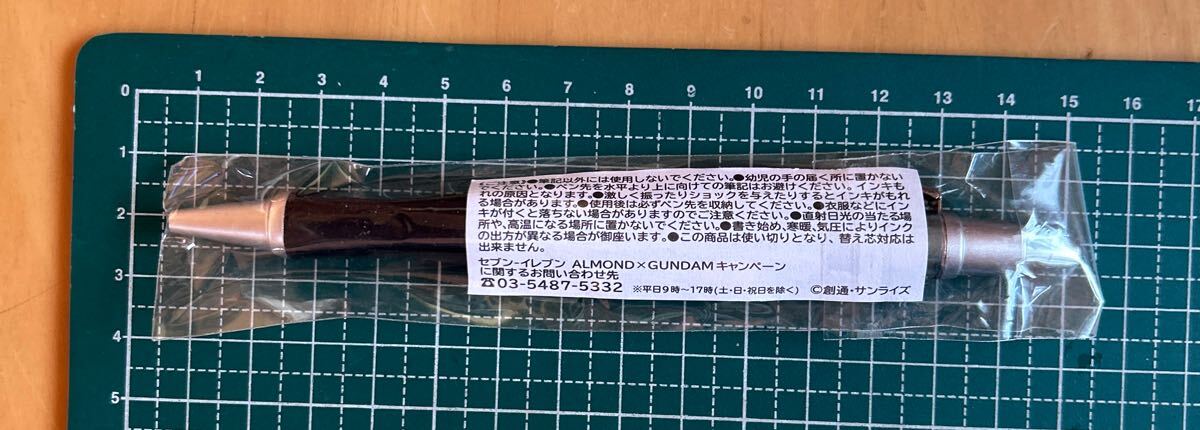 1 2 3 4 5 6 7 8 9 10 11 12 13 14 15 16 17
0
1
2
3
4
5
筆記以外には使用しないでください。●幼児の手の届く所に置かない
でください。●ペン先を水平より上に向けての筆記はお避けください。インキも
れの原因となります。●激しく振ったりショックを与えたりするとインキがもれ
る場合があります。●使用後は必ずペン先を収納してください。●衣服などにイン
キが付くと落ちない場合がありますのでご注意ください。●直射日光の当たる場
所や、高温になる場所に置かないでください。●書き始め、寒暖、気圧によりインク
の出方が異なる場合が御座います。●この商品は使い切りとなり、替え芯対応は
出来ません。
セブン-イレブン ALMOND×GUNDAMキャンペーン
に関するお問い合わせ先
☎03-5487-5332 ※平日9時〜17時(土・日・祝日を除く) ©創通・サンライズ